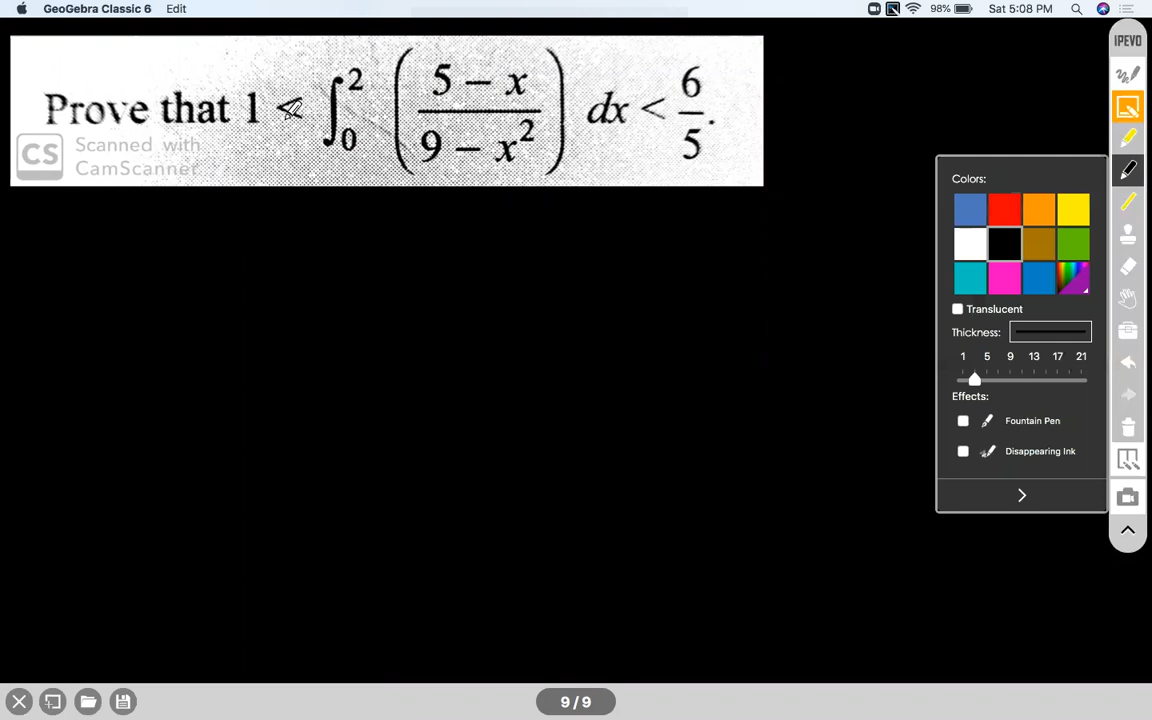 GeoGebra Classic 6 Edit 98% Sat 5:08 PM
IPEVO
Prove that 1 < ∫₀² ( (5 − x) / (9 − x²) ) dx < 6/5.
CS Scanned with
CamScanner
Colors:
Translucent
Thickness:
1 5 9 13 17 21
Effects:
Fountain Pen
Disappearing Ink
9 / 9